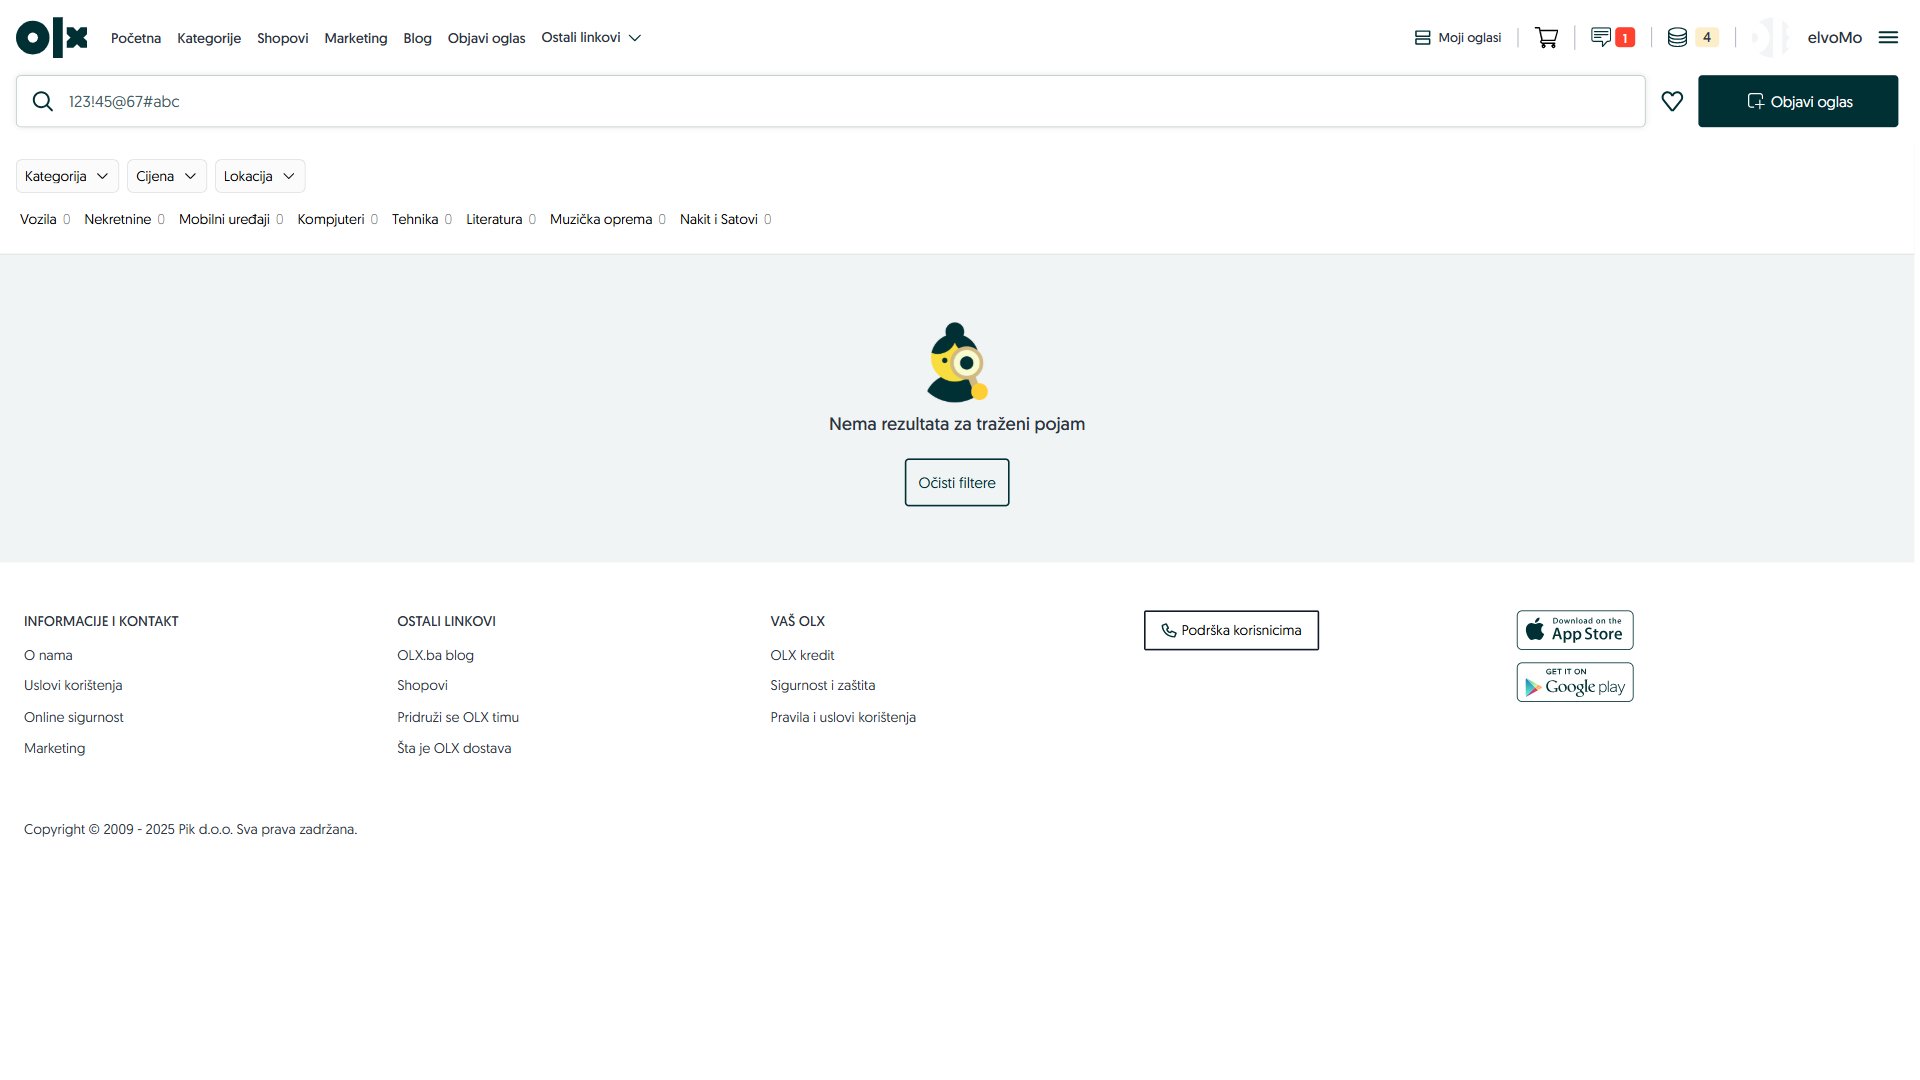 olx Početna Kategorije Shopovi Marketing Blog Objavi oglas Ostali linkovi Moji oglasi 1 4 elvoMo
123!45@67#abc Objavi oglas
Kategorija Cijena Lokacija
Vozila 0 Nekretnine 0 Mobilni uređaji 0 Kompjuteri 0 Tehnika 0 Literatura 0 Muzička oprema 0 Nakit i Satovi 0
Nema rezultata za traženi pojam
Očisti filtere
INFORMACIJE I KONTAKT
O nama
Uslovi korištenja
Online sigurnost
Marketing
OSTALI LINKOVI
OLX.ba blog
Shopovi
Pridruži se OLX timu
Šta je OLX dostava
VAŠ OLX
OLX kredit
Sigurnost i zaštita
Pravila i uslovi korištenja
Podrška korisnicima
Download on the
App Store
GET IT ON
Google play
Copyright © 2009 - 2025 Pik d.o.o. Sva prava zadržana.